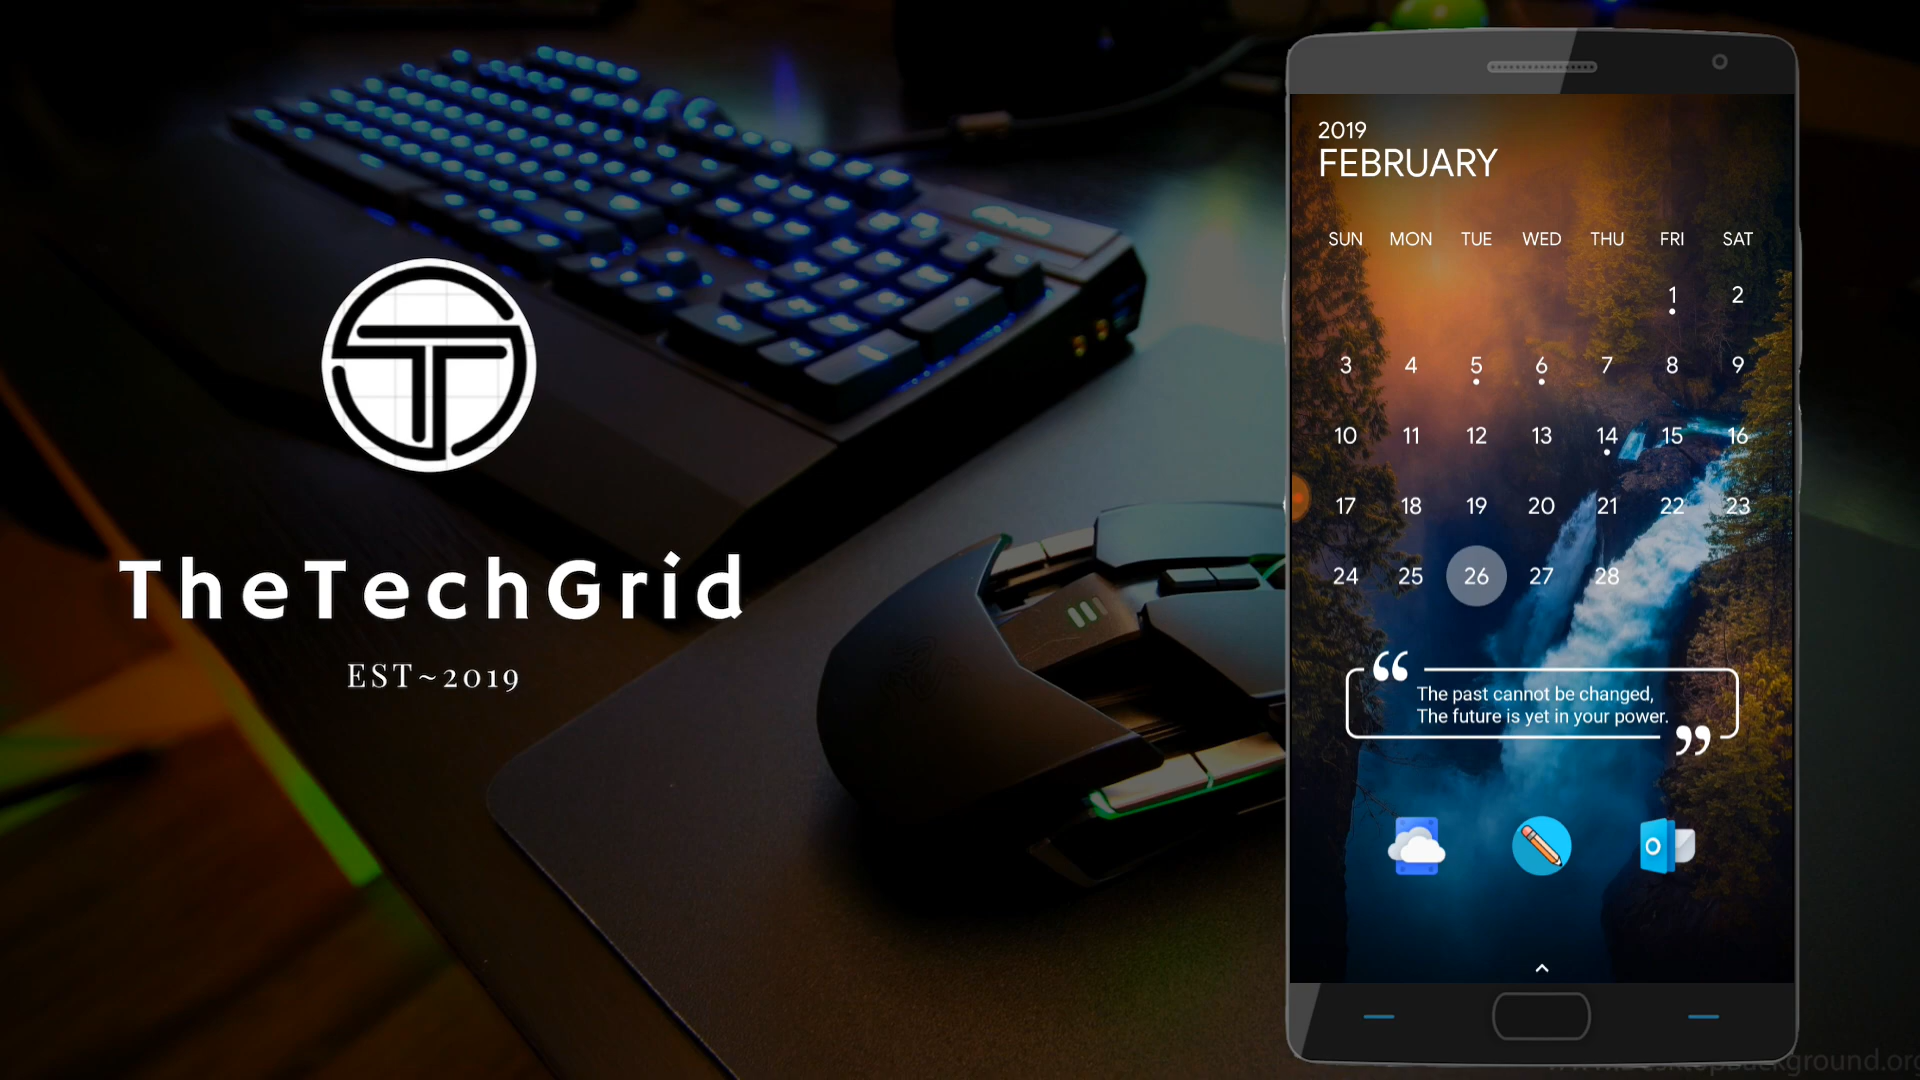 TheTechGrid
EST~2019
2019
FEBRUARY
SUN MON TUE WED THU FRI SAT
1 2
3 4 5 6 7 8 9
10 11 12 13 14 15 16
17 18 19 20 21 22 23
24 25 26 27 28
“
The past cannot be changed,
The future is yet in your power.
”